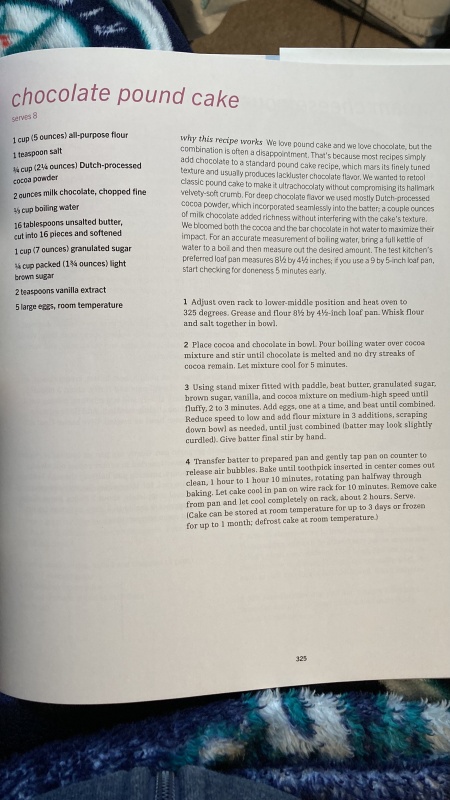 chocolate pound cake
serves 8
1 cup (5 ounces) all-purpose flour
1 teaspoon salt
¾ cup (2¼ ounces) Dutch-processed
cocoa powder
2 ounces milk chocolate, chopped fine
⅓ cup boiling water
16 tablespoons unsalted butter,
cut into 16 pieces and softened
1 cup (7 ounces) granulated sugar
¼ cup packed (1¾ ounces) light
brown sugar
2 teaspoons vanilla extract
5 large eggs, room temperature
why this recipe works We love pound cake and we love chocolate, but the
combination is often a disappointment. That's because most recipes simply
add chocolate to a standard pound cake recipe, which mars its finely tuned
texture and usually produces lackluster chocolate flavor. We wanted to retool
classic pound cake to make it ultrachocolaty without compromising its hallmark
velvety-soft crumb. For deep chocolate flavor we used mostly Dutch-processed
cocoa powder, which incorporated seamlessly into the batter; a couple ounces
of milk chocolate added richness without interfering with the cake's texture.
We bloomed both the cocoa and the bar chocolate in hot water to maximize their
impact. For an accurate measurement of boiling water, bring a full kettle of
water to a boil and then measure out the desired amount. The test kitchen's
preferred loaf pan measures 8½ by 4½ inches; if you use a 9 by 5-inch loaf pan,
start checking for doneness 5 minutes early.
1 Adjust oven rack to lower-middle position and heat oven to
325 degrees. Grease and flour 8½ by 4½-inch loaf pan. Whisk flour
and salt together in bowl.
2 Place cocoa and chocolate in bowl. Pour boiling water over cocoa
mixture and stir until chocolate is melted and no dry streaks of
cocoa remain. Let mixture cool for 5 minutes.
3 Using stand mixer fitted with paddle, beat butter, granulated sugar,
brown sugar, vanilla, and cocoa mixture on medium-high speed until
fluffy, 2 to 3 minutes. Add eggs, one at a time, and beat until combined.
Reduce speed to low and add flour mixture in 3 additions, scraping
down bowl as needed, until just combined (batter may look slightly
curdled). Give batter final stir by hand.
4 Transfer batter to prepared pan and gently tap pan on counter to
release air bubbles. Bake until toothpick inserted in center comes out
clean, 1 hour to 1 hour 10 minutes, rotating pan halfway through
baking. Let cake cool in pan on wire rack for 10 minutes. Remove cake
from pan and let cool completely on rack, about 2 hours. Serve.
(Cake can be stored at room temperature for up to 3 days or frozen
for up to 1 month; defrost cake at room temperature.)
325